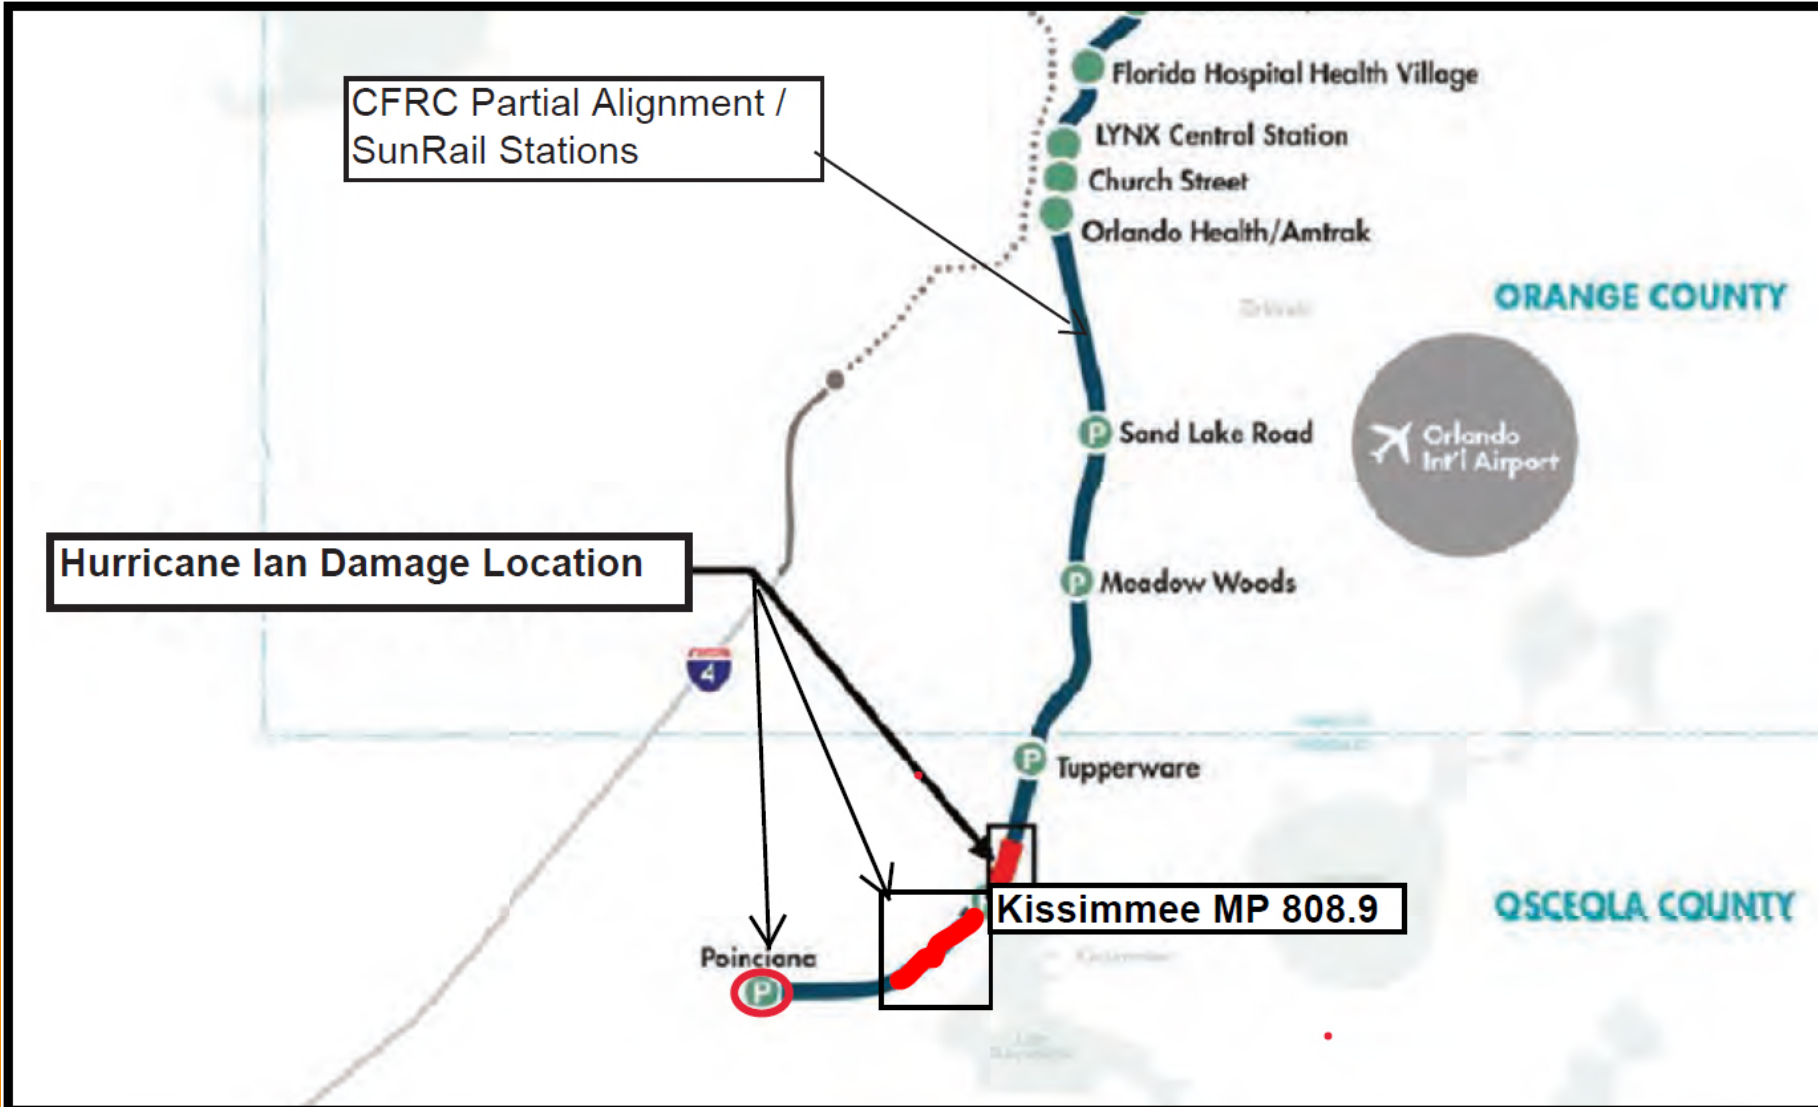 Florida Hospital Health Village
CFRC Partial Alignment /
SunRail Stations
LYNX Central Station
Church Street
Orlando Health/Amtrak
ORANGE COUNTY
Orlando
P Sand Lake Road
Orlando
Int'l Airport
Hurricane Ian Damage Location
P Meadow Woods
4
P Tupperware
Kissimmee MP 808.9
OSCEOLA COUNTY
Poinciana
P